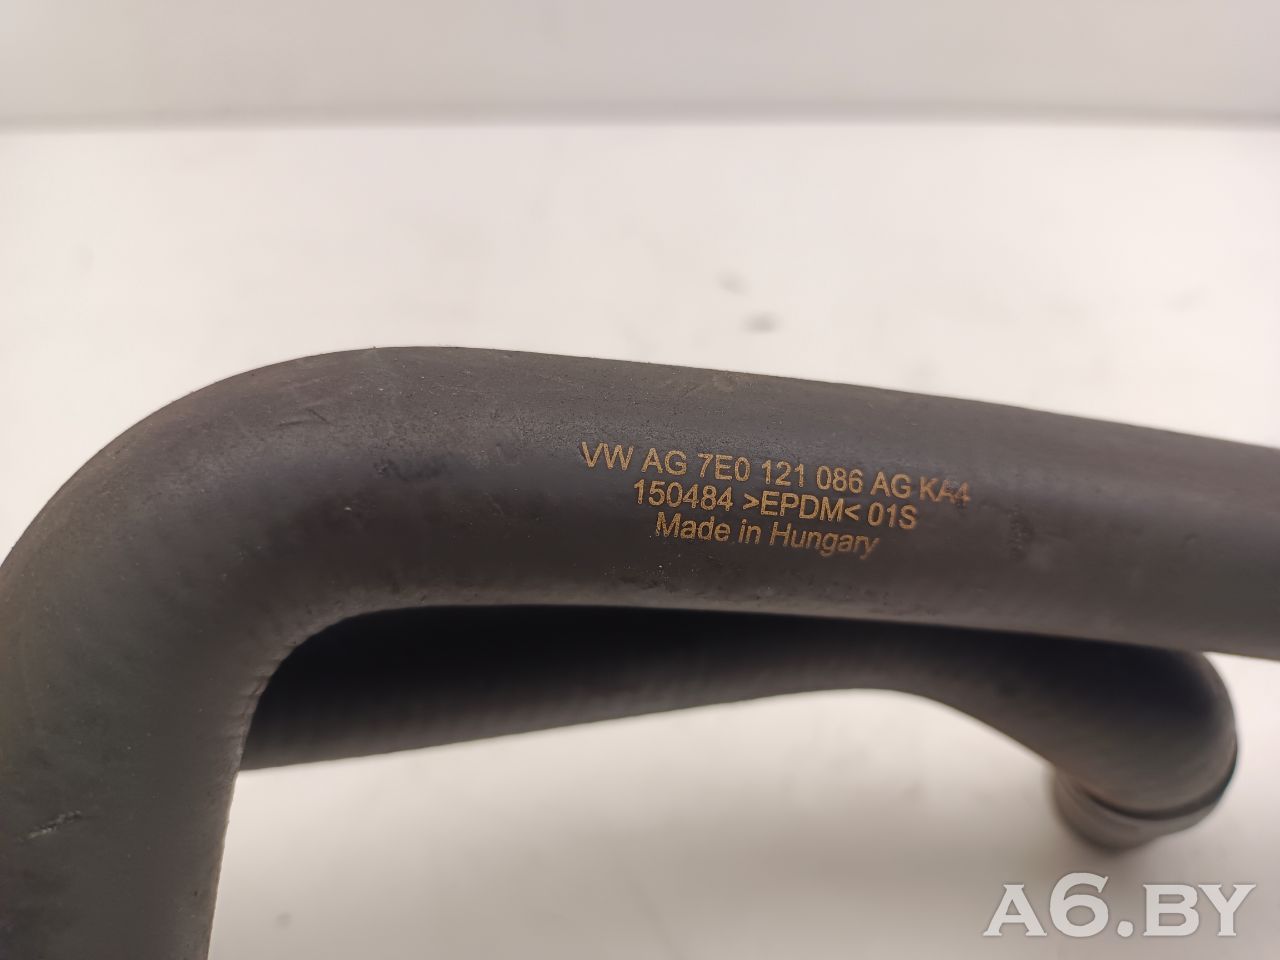 VW AG 7E0 121 086 AG KA4
150484 >EPDM< 01S
Made in Hungary
A6.BY